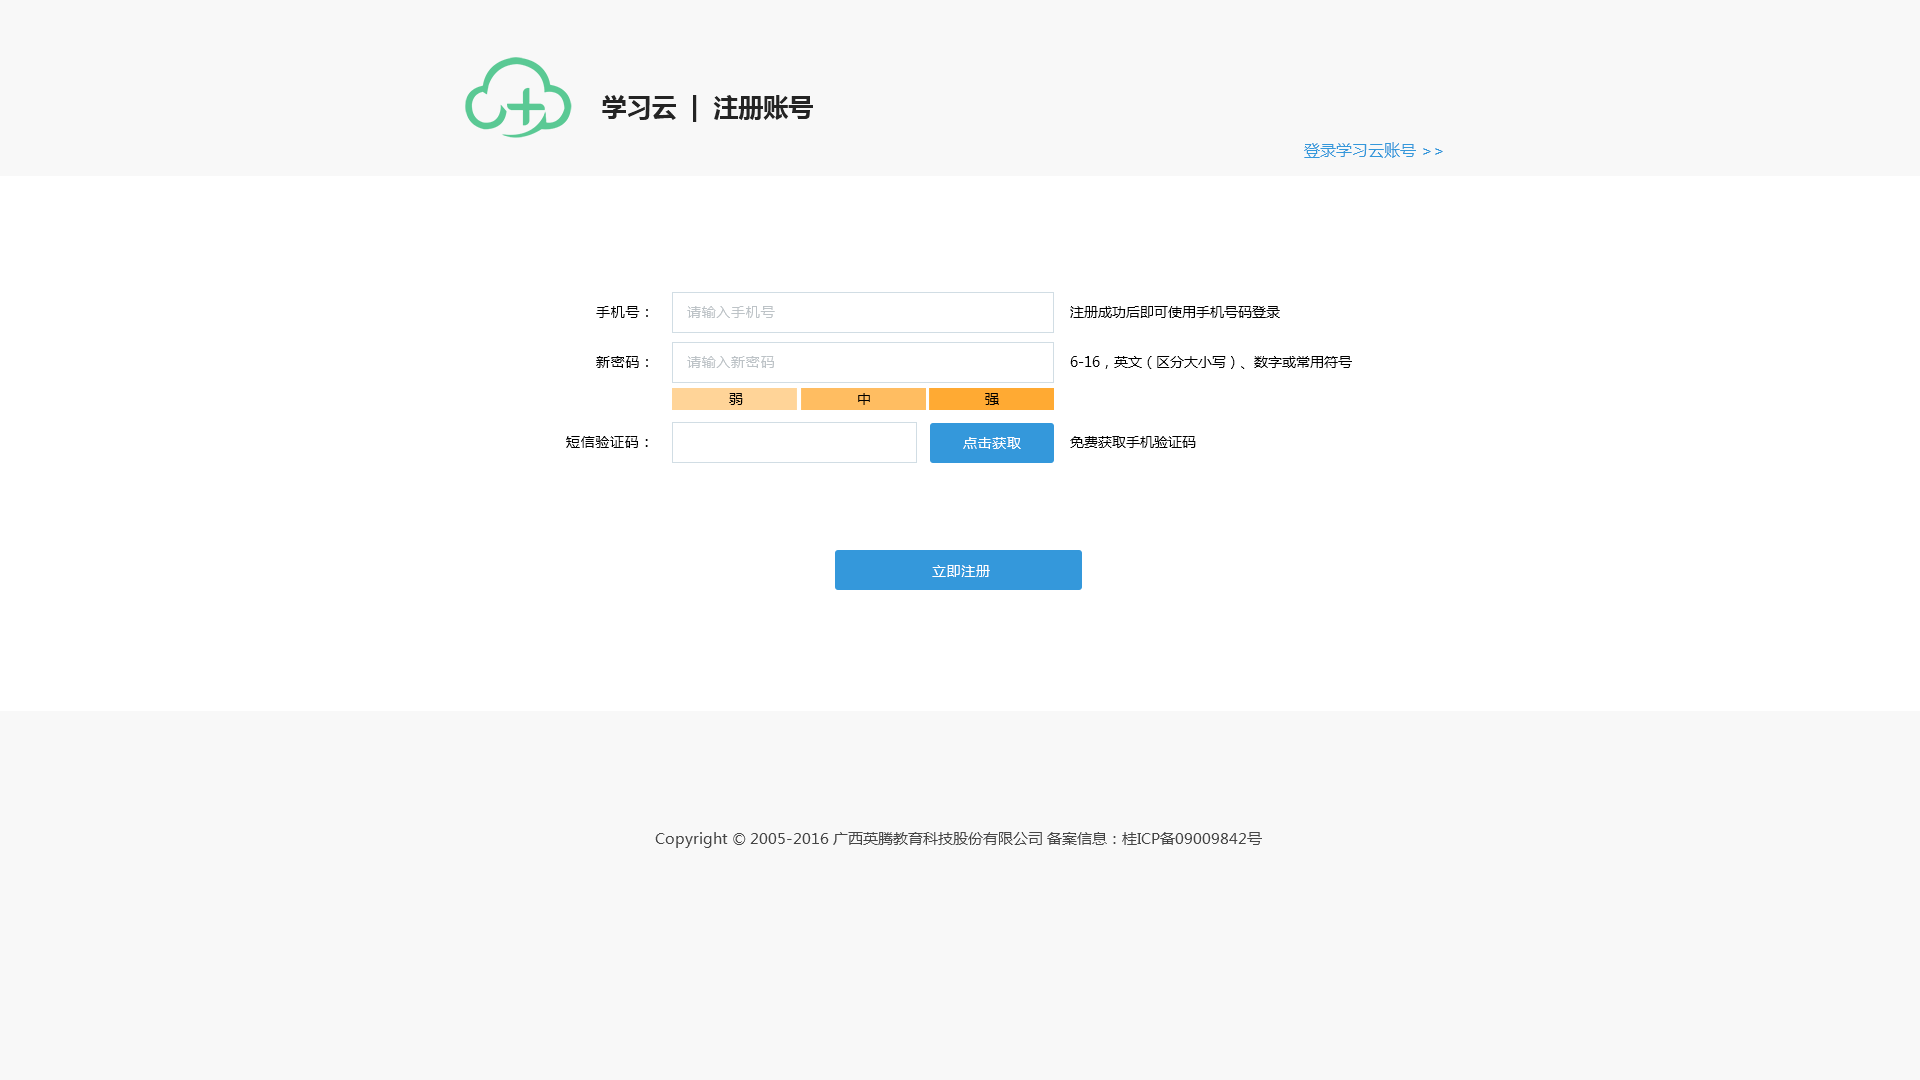 学习云 | 注册账号
登录学习云账号 >>
手机号： 请输入手机号 注册成功后即可使用手机号码登录
新密码： 请输入新密码 6-16，英文（区分大小写）、数字或常用符号
弱 中 强
短信验证码： 点击获取 免费获取手机验证码
立即注册
Copyright © 2005-2016 广西英腾教育科技股份有限公司 备案信息：桂ICP备09009842号